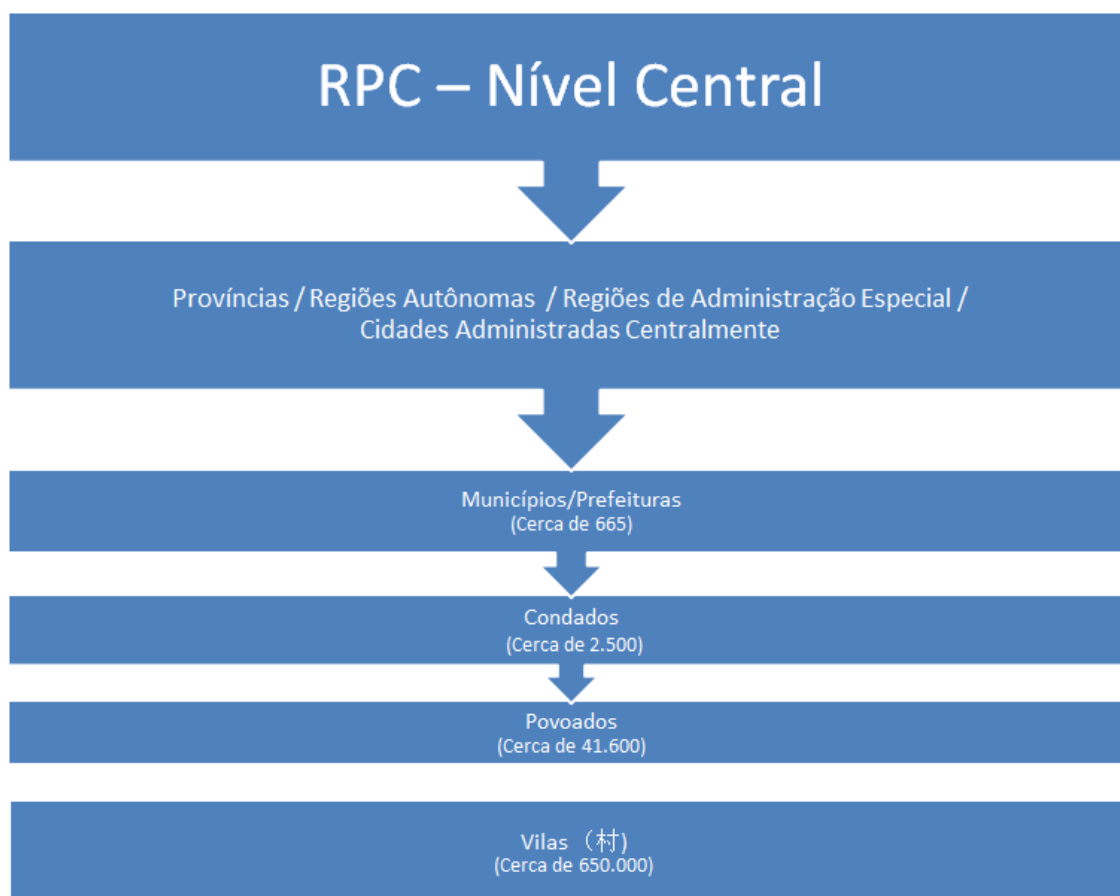 RPC – Nível Central
Províncias / Regiões Autônomas / Regiões de Administração Especial /
Cidades Administradas Centralmente
Municípios/Prefeituras
(Cerca de 665)
Condados
(Cerca de 2.500)
Povoados
(Cerca de 41.600)
Vilas （村)
(Cerca de 650.000)